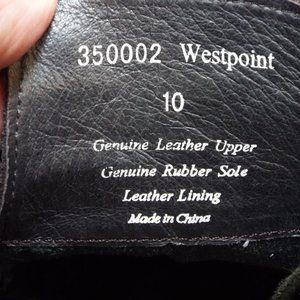 350002 Westpoint
10
Genuine Leather Upper
Genuine Rubber Sole
Leather Lining
Made in China